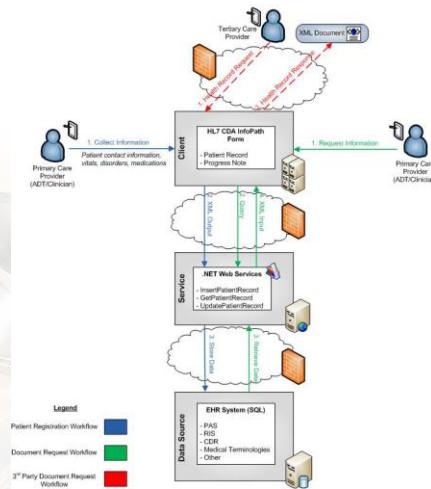 Tertiary Care
Provider
XML Document
1. Health Record Request
Health Record Response
HL7 CDA InfoPath
Form
- Patient Record
- Progress Note
Client
1. Collect Information
Patient contact information,
vitals, disorders, medications
Primary Care
Provider
(ADT/Clinician)
1. Request Information
Primary Care
Provider
(ADT/Clinician)
2. XML Output
2. Query
4. XML Input
.NET Web Services
- InsertPatientRecord
- GetPatientRecord
- UpdatePatientRecord
Service
3. Store Data
3. Retrieve Data
EHR System (SQL)
- PAS
- RIS
- CDR
- Medical Terminologies
- Other
Data Source
Legend
Patient Registration Workflow
Document Request Workflow
3rd Party Document Request
Workflow